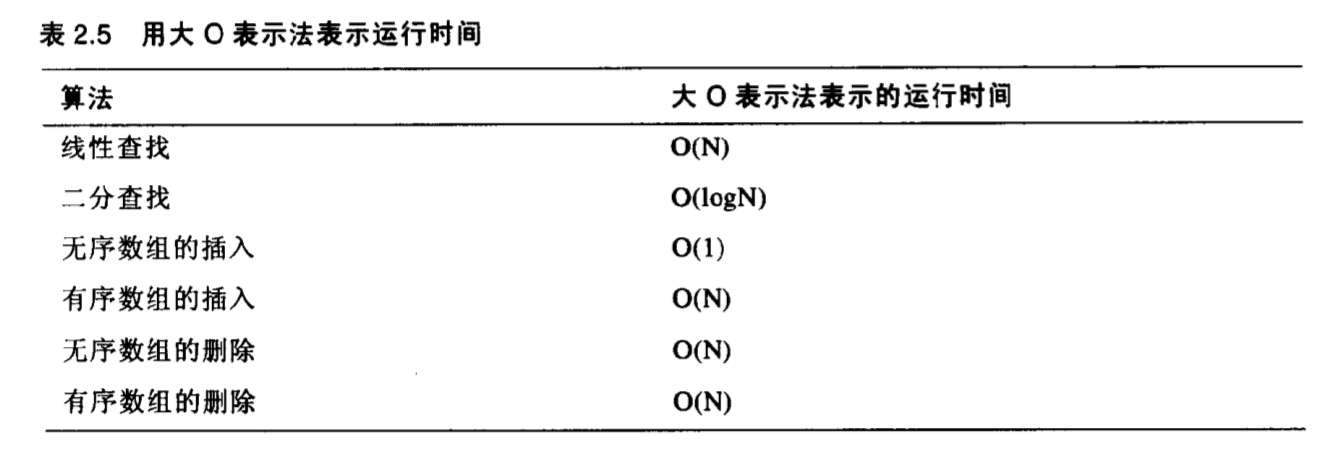 表 2.5 用大 O 表示法表示运行时间
算法 大 O 表示法表示的运行时间
线性查找 O(N)
二分查找 O(logN)
无序数组的插入 O(1)
有序数组的插入 O(N)
无序数组的删除 O(N)
有序数组的删除 O(N)